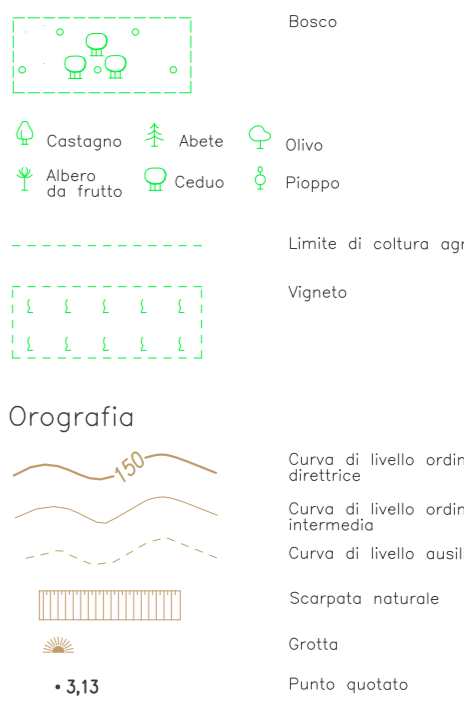 Bosco
Castagno
Abete
Olivo
Albero
da frutto
Ceduo
Pioppo
Limite di coltura agr
Vigneto
Orografia
150
Curva di livello ordin
direttrice
Curva di livello ordin
intermedia
Curva di livello ausili
Scarpata naturale
Grotta
3,13
Punto quotato